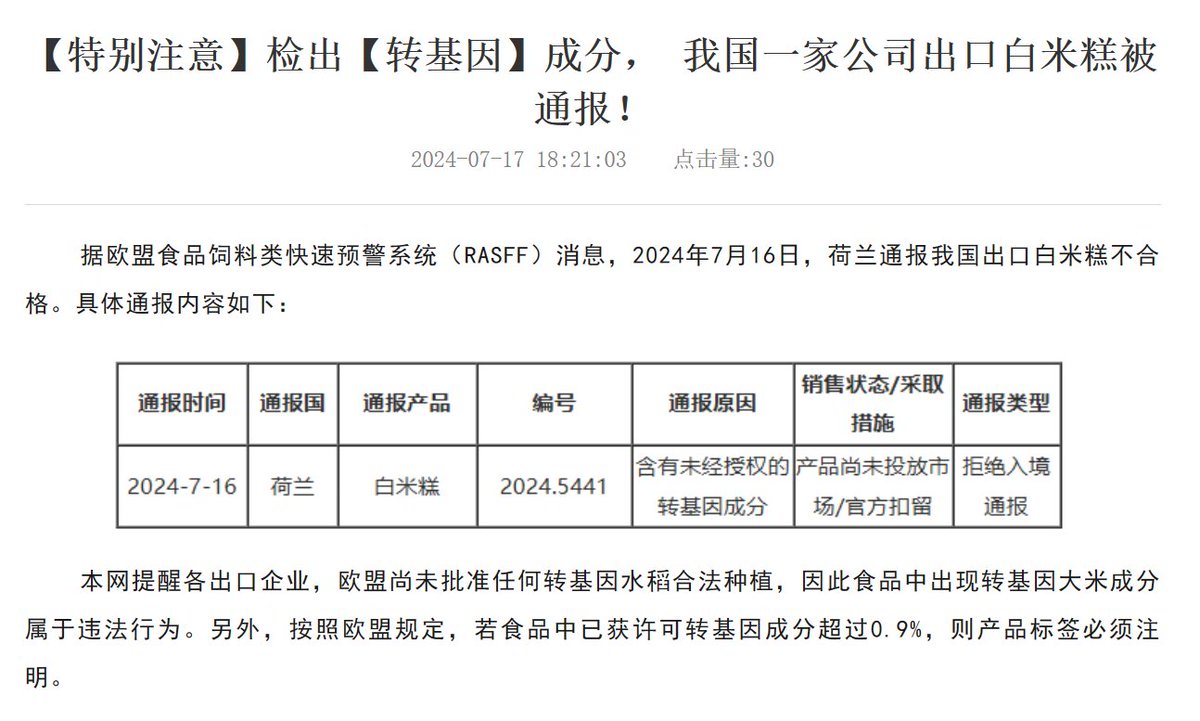 【特别注意】检出【转基因】成分， 我国一家公司出口白米糕被
通报！
2024-07-17 18:21:03 点击量:30
据欧盟食品饲料类快速预警系统（RASFF）消息，2024年7月16日，荷兰通报我国出口白米糕不合
格。具体通报内容如下：
通报时间 通报国 通报产品 编号 通报原因 销售状态/采取措施 通报类型
2024-7-16 荷兰 白米糕 2024.5441 含有未经授权的转基因成分 产品尚未投放市场/官方扣留 拒绝入境通报
本网提醒各出口企业，欧盟尚未批准任何转基因水稻合法种植，因此食品中出现转基因大米成分
属于违法行为。另外，按照欧盟规定，若食品中已获许可转基因成分超过0.9%，则产品标签必须注
明。